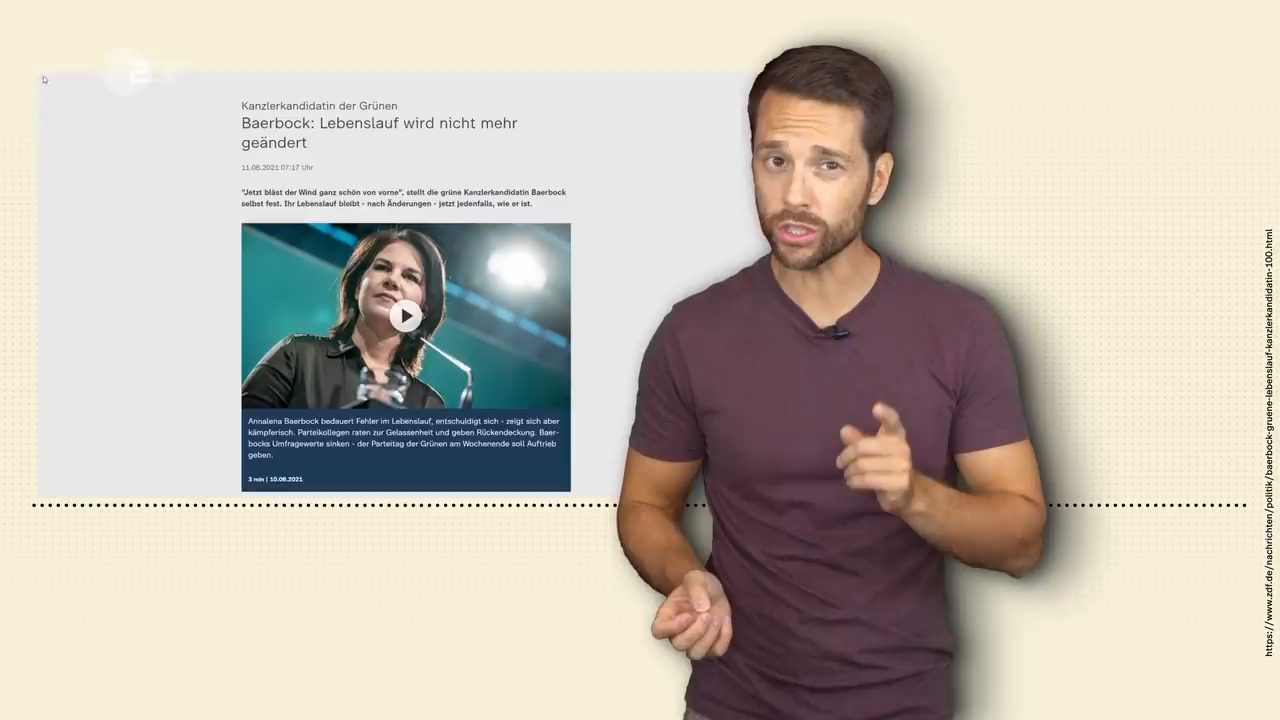 Kanzlerkandidatin der Grünen
Baerbock: Lebenslauf wird nicht mehr
geändert
11.06.2021 07:17 Uhr
"Jetzt bläst der Wind ganz schön von vorne", stellt die grüne Kanzlerkandidatin Baerbock
selbst fest. Ihr Lebenslauf bleibt - nach Änderungen - jetzt jedenfalls, wie er ist.
Annalena Baerbock bedauert Fehler im Lebenslauf, entschuldigt sich - zeigt sich aber
kämpferisch. Parteikollegen raten zur Gelassenheit und geben Rückendeckung. Baer-
bocks Umfragewerte sinken - der Parteitag der Grünen am Wochenende soll Auftrieb
geben.
3 min | 10.06.2021
https://www.zdf.de/nachrichten/politik/baerbock-gruene-lebenslauf-kanzlerkandidatin-100.html